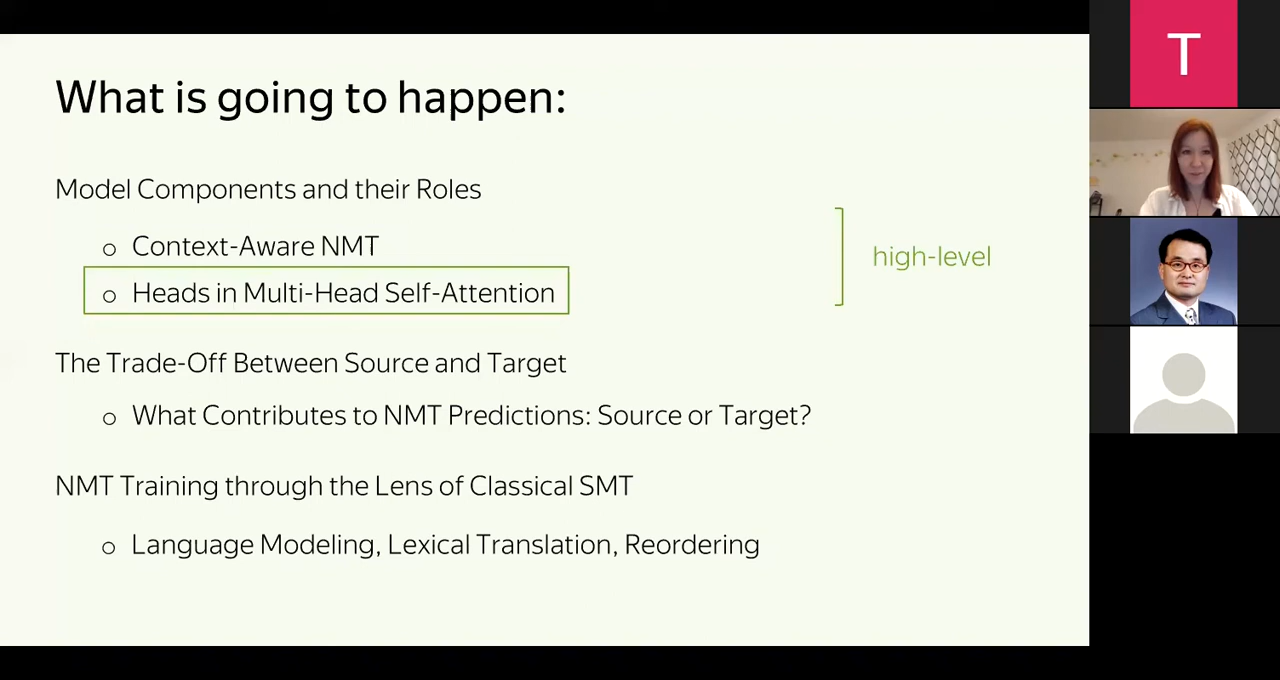 What is going to happen:
Model Components and their Roles
o Context-Aware NMT
o Heads in Multi-Head Self-Attention
high-level
The Trade-Off Between Source and Target
o What Contributes to NMT Predictions: Source or Target?
NMT Training through the Lens of Classical SMT
o Language Modeling, Lexical Translation, Reordering
T